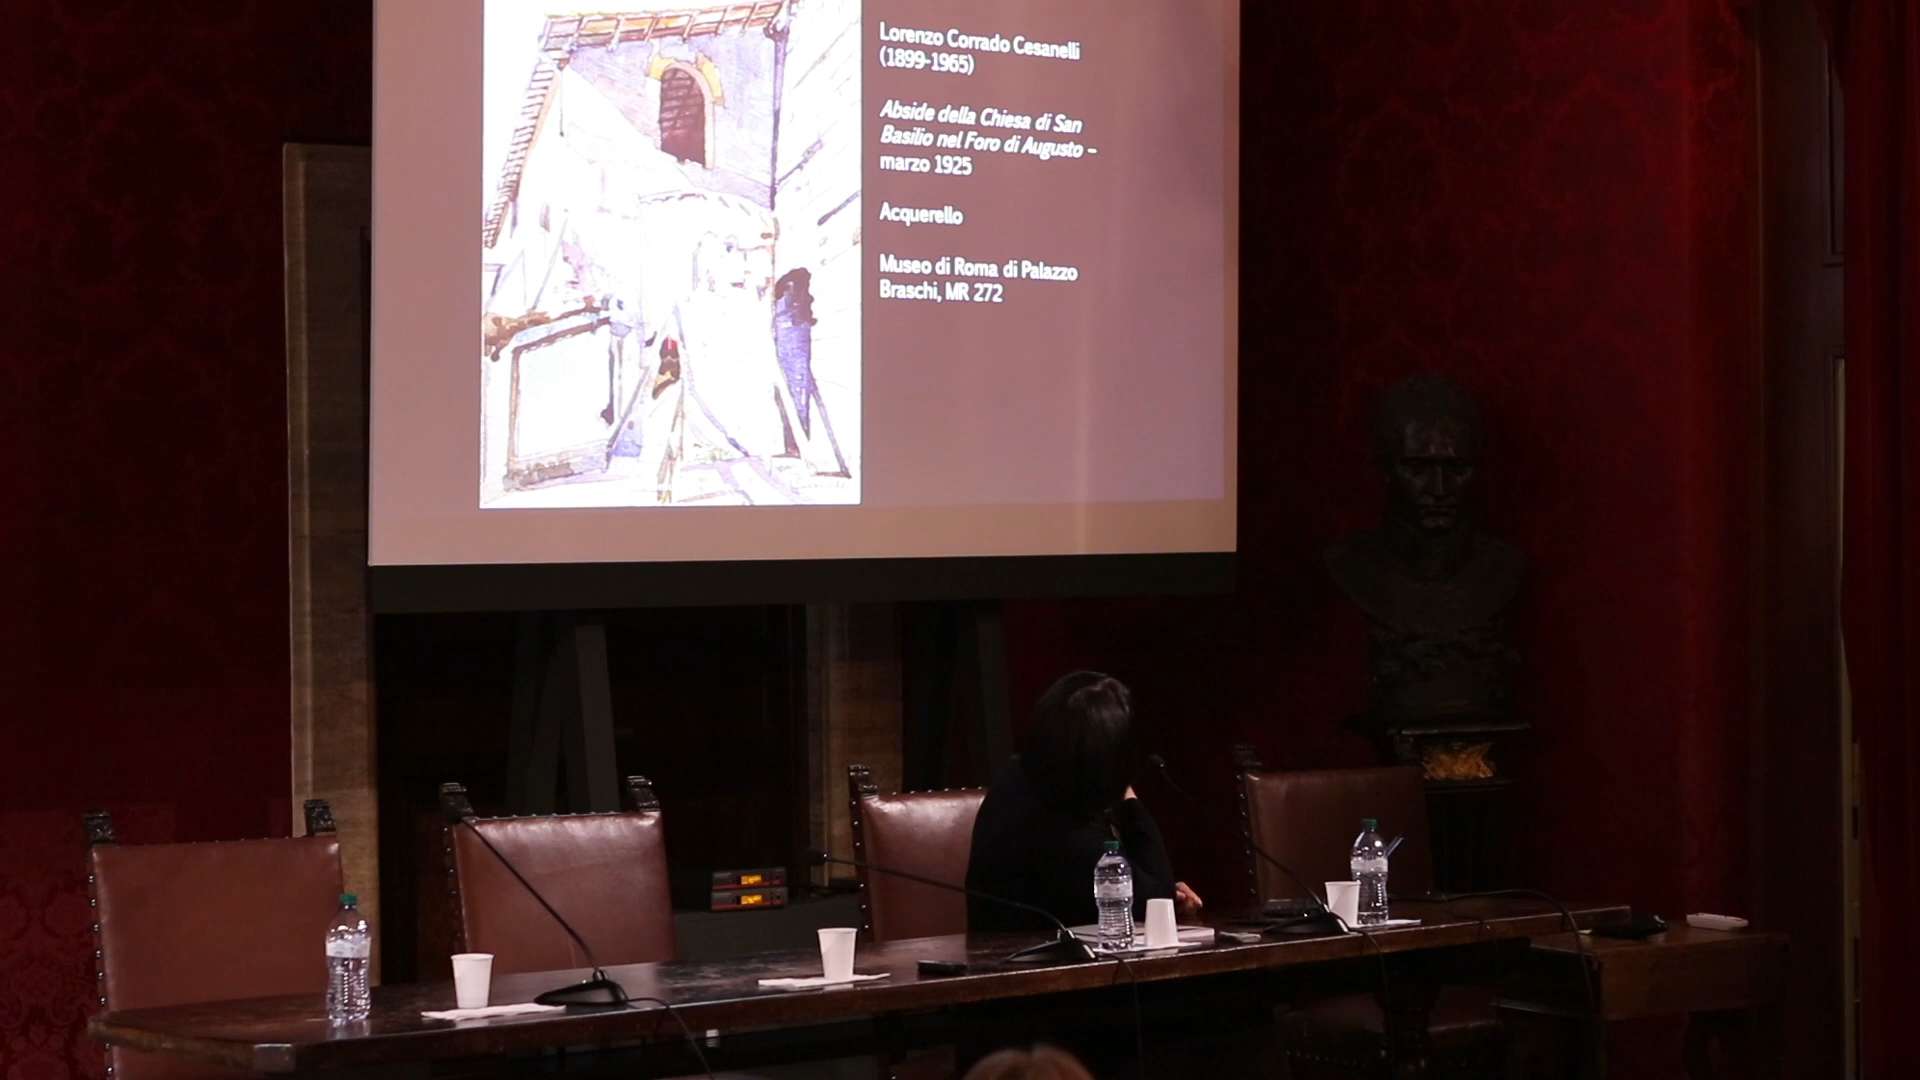 Lorenzo Corrado Cesanelli
(1899-1965)
Abside della Chiesa di San
Basilio nel Foro di Augusto –
marzo 1925
Acquerello
Museo di Roma di Palazzo
Braschi, MR 272